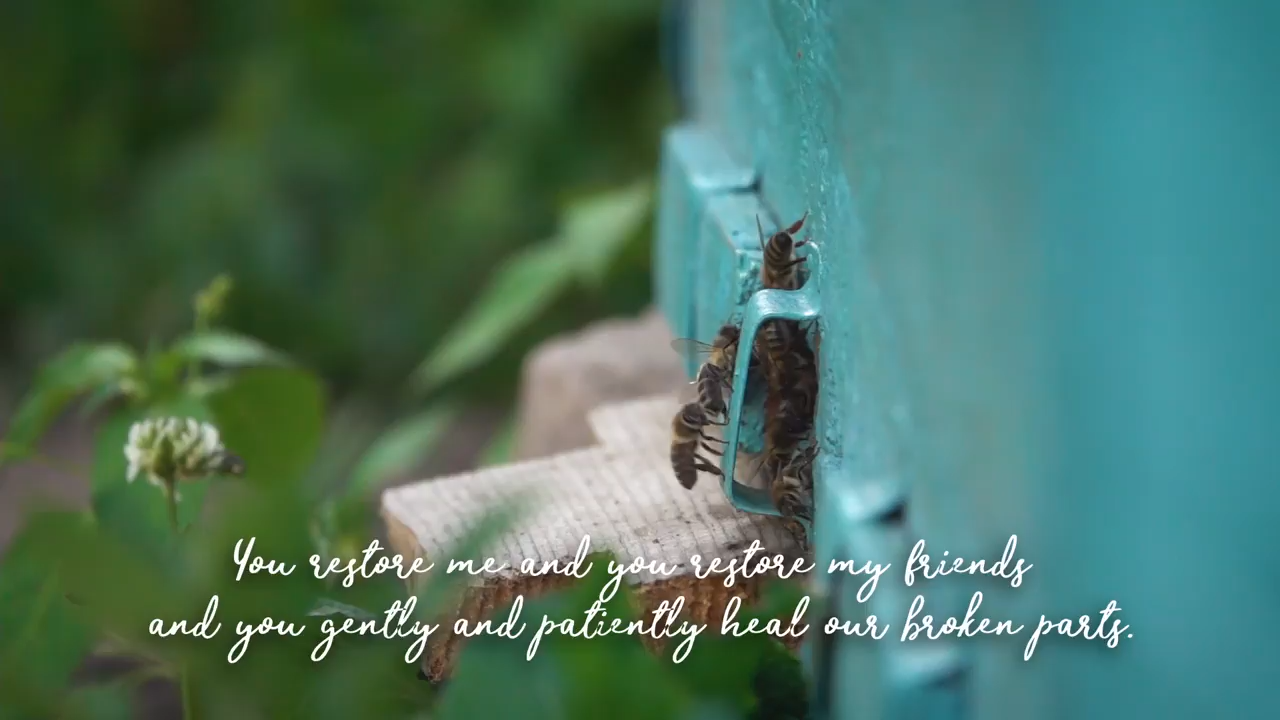 You restore me and you restore my friends
and you gently and patiently heal our broken parts.